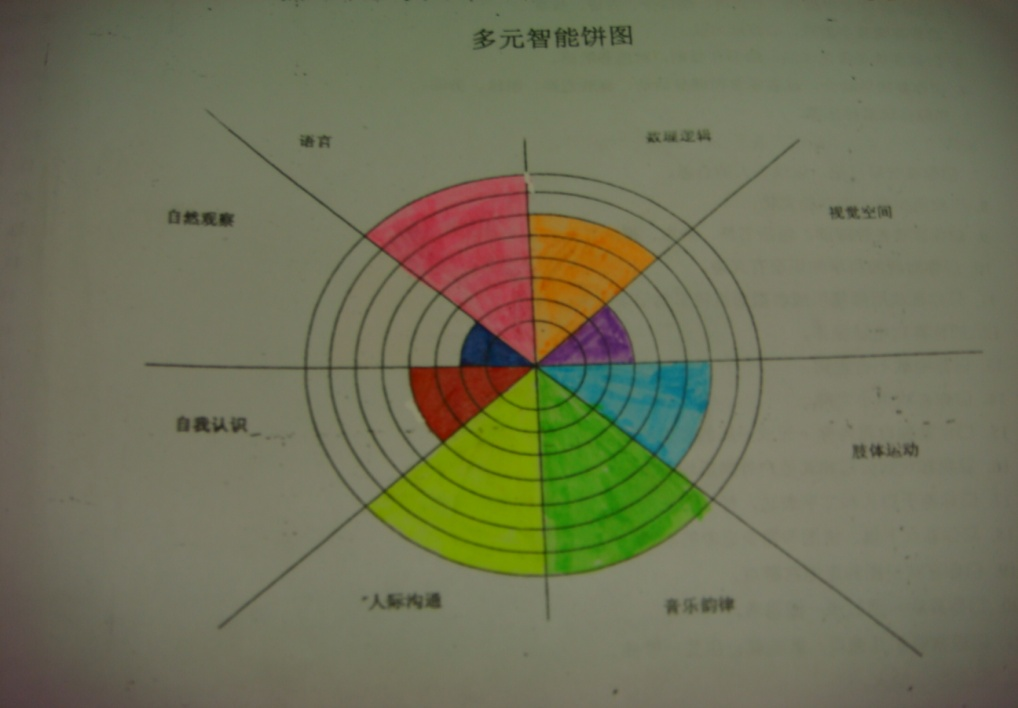 多元智能饼图
语言
数理逻辑
自然观察
视觉空间
自我认识
肢体运动
人际沟通
音乐韵律